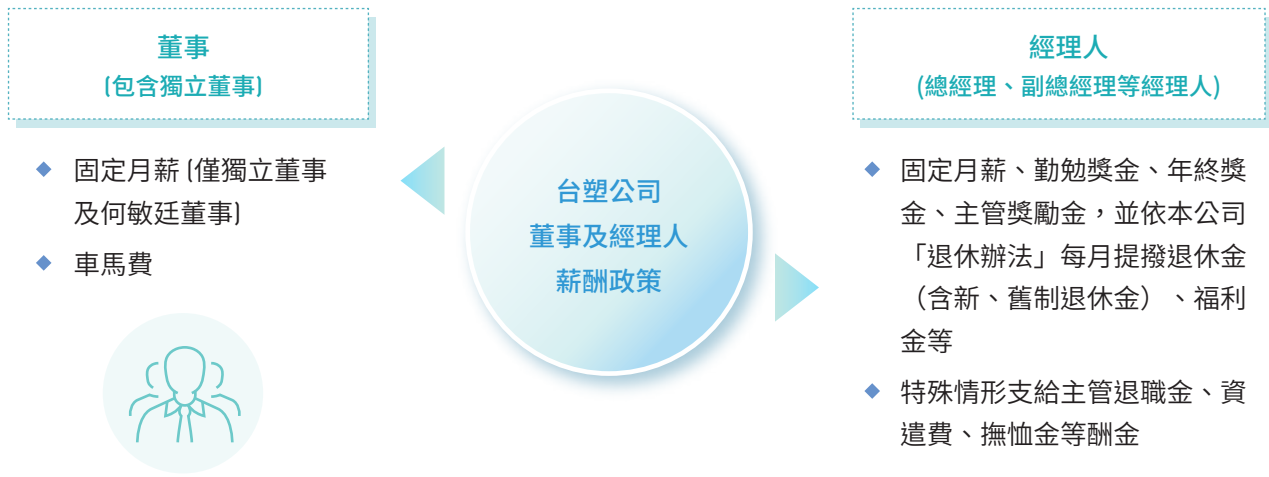 董事
(包含獨立董事)
固定月薪 (僅獨立董事
及何敏廷董事)
車馬費
台塑公司
董事及經理人
薪酬政策
經理人
(總經理、副總經理等經理人)
固定月薪、勤勉獎金、年終獎
金、主管獎勵金，並依本公司
「退休辦法」每月提撥退休金
（含新、舊制退休金）、福利
金等
特殊情形支給主管退職金、資
遣費、撫恤金等酬金